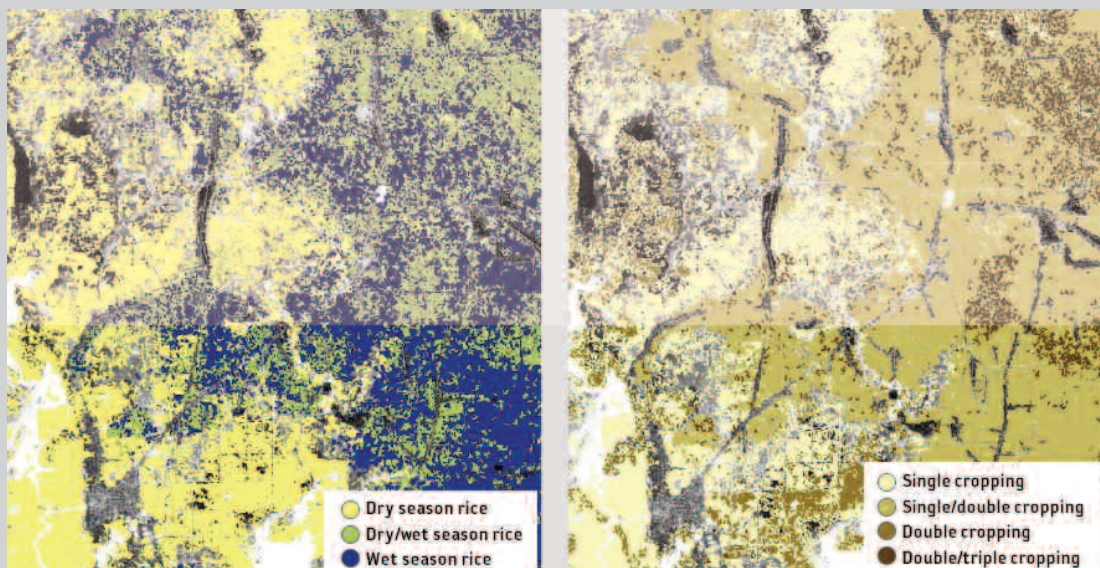 Dry season rice
Dry/wet season rice
Wet season rice
Single cropping
Single/double cropping
Double cropping
Double/triple cropping